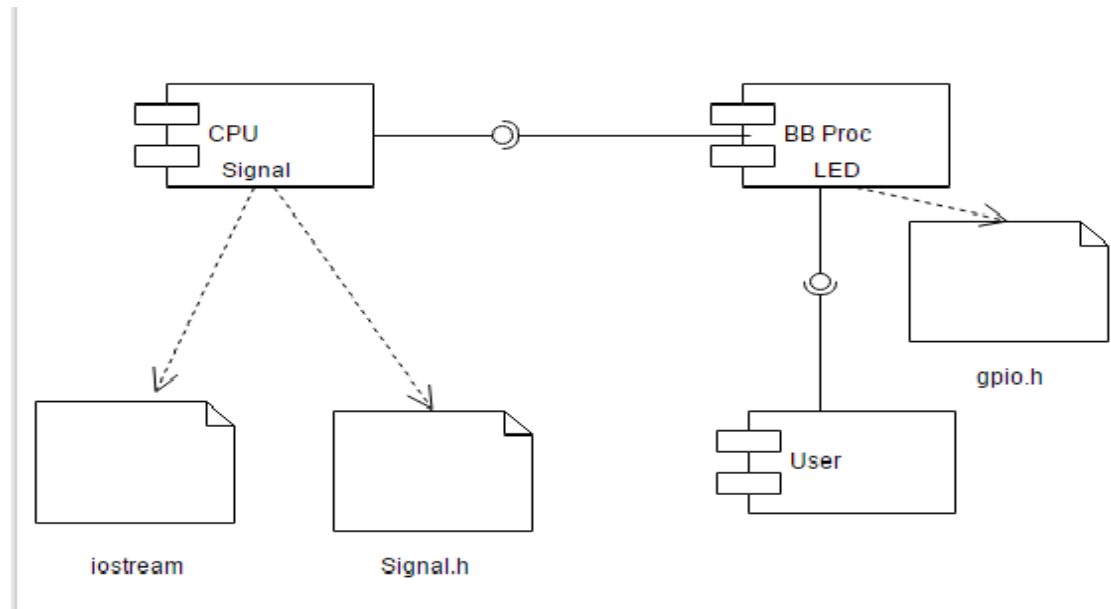 CPU
Signal
BB Proc
LED
gpio.h
User
iostream
Signal.h